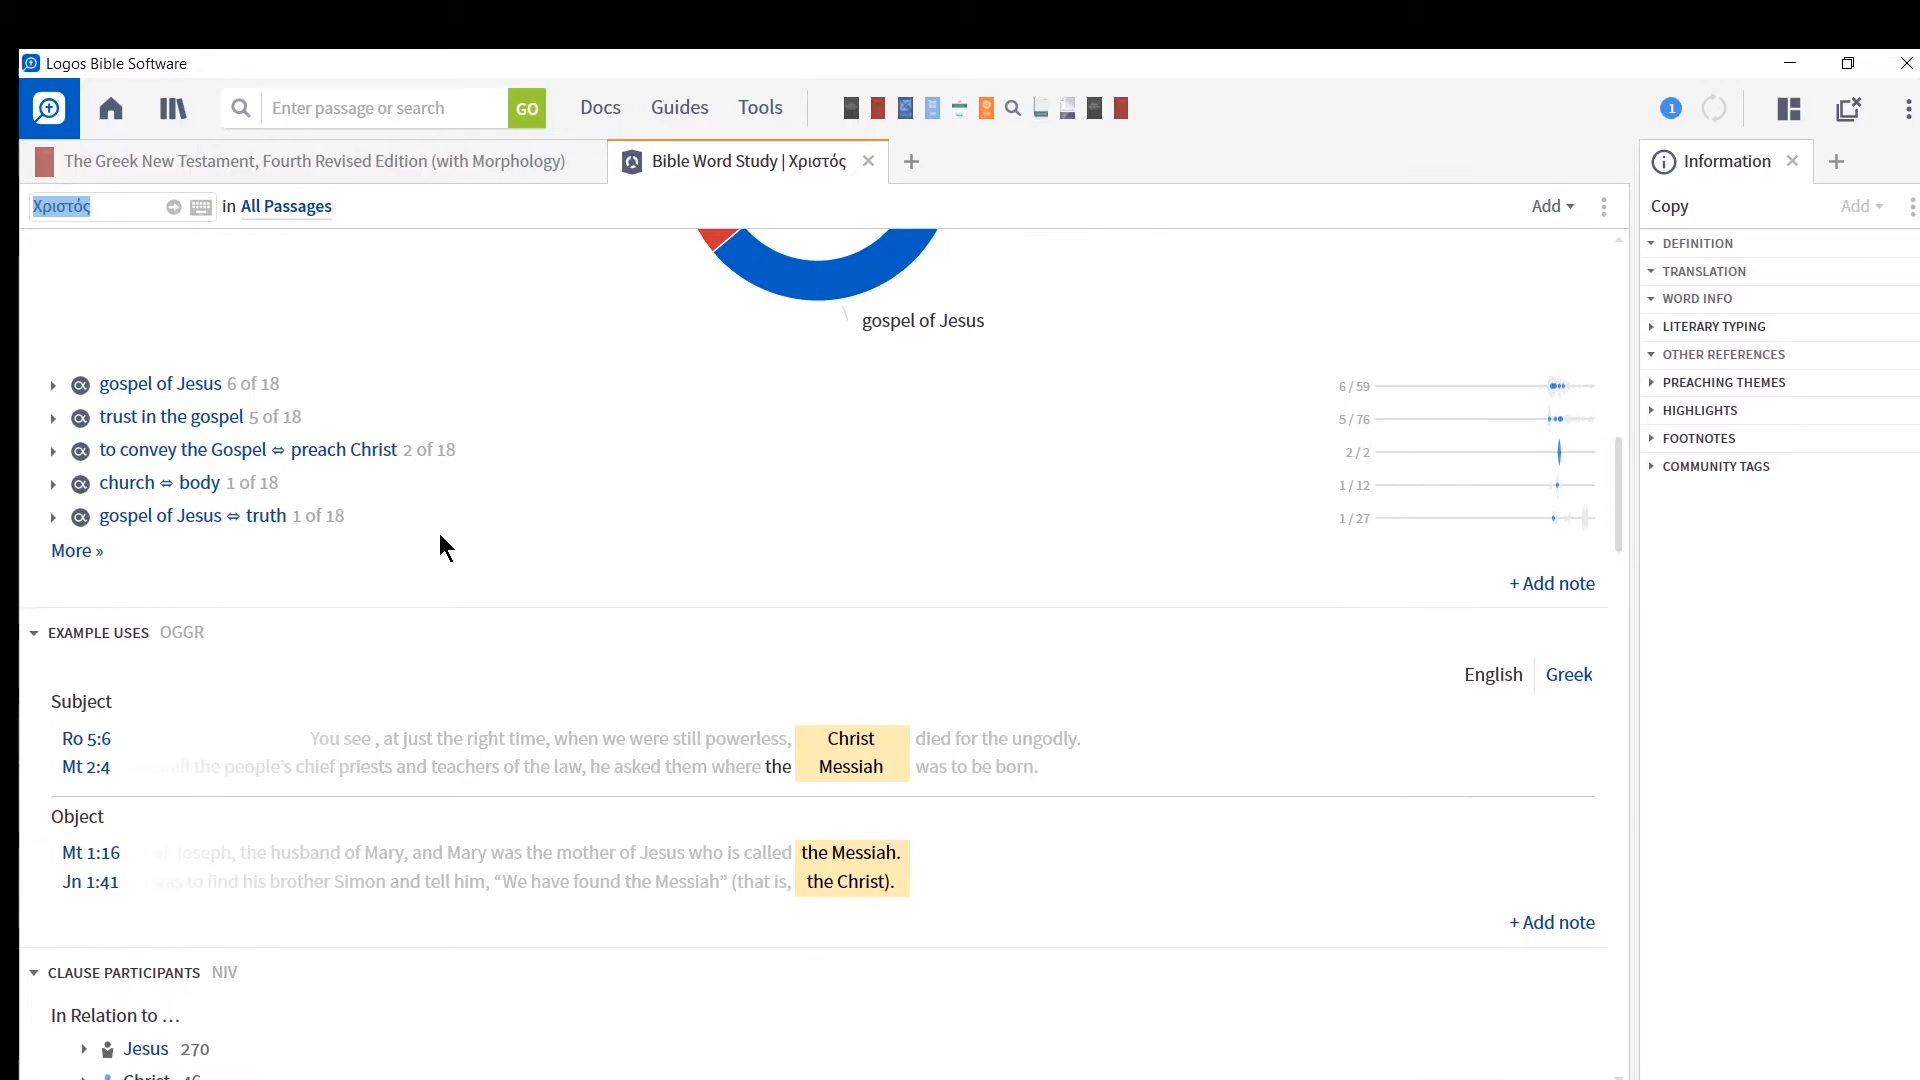 Logos Bible Software
Enter passage or search GO Docs Guides Tools 1
The Greek New Testament, Fourth Revised Edition (with Morphology) Bible Word Study | Χριστός Information
Χριστός in All Passages Add Copy Add
DEFINITION
TRANSLATION
WORD INFO
LITERARY TYPING
OTHER REFERENCES
PREACHING THEMES
HIGHLIGHTS
FOOTNOTES
COMMUNITY TAGS
gospel of Jesus
gospel of Jesus 6 of 18 6 / 59
trust in the gospel 5 of 18 5 / 76
to convey the Gospel ⇔ preach Christ 2 of 18 2 / 2
church ⇔ body 1 of 18 1 / 12
gospel of Jesus ⇔ truth 1 of 18 1 / 27
More »
+ Add note
EXAMPLE USES OGGR
English Greek
Subject
Ro 5:6 You see , at just the right time, when we were still powerless, Christ died for the ungodly.
Mt 2:4 all the people's chief priests and teachers of the law, he asked them where the Messiah was to be born.
Object
Mt 1:16 Joseph, the husband of Mary, and Mary was the mother of Jesus who is called the Messiah.
Jn 1:41 was to find his brother Simon and tell him, “We have found the Messiah” (that is, the Christ).
+ Add note
CLAUSE PARTICIPANTS NIV
In Relation to …
Jesus 270
Christ